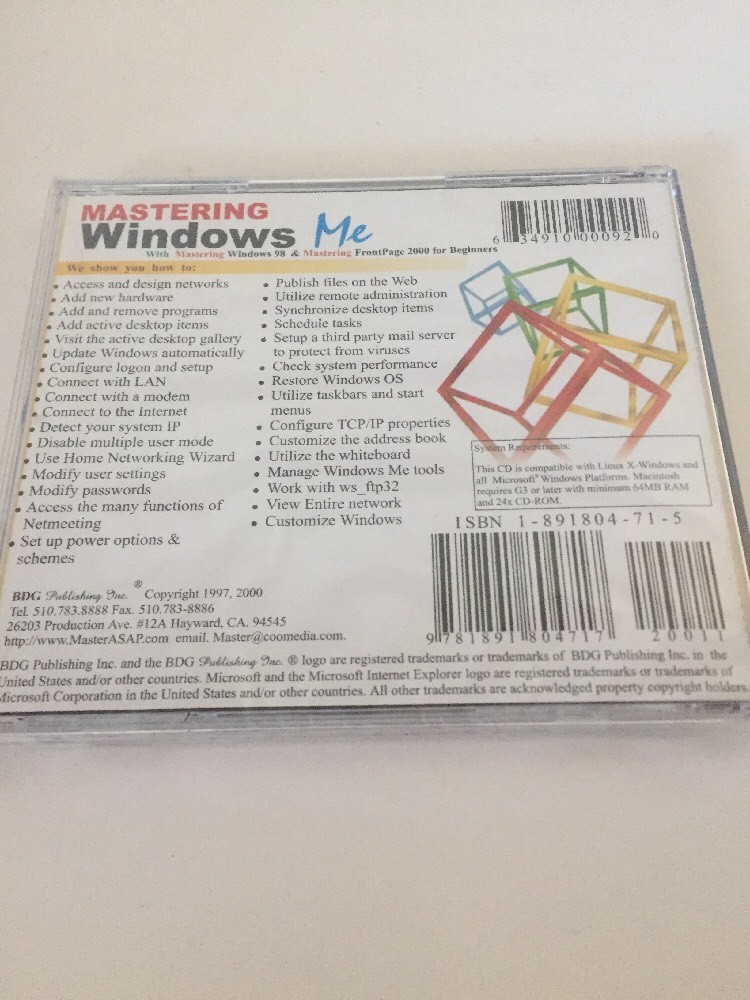 MASTERING
Windows Me
With Mastering Windows 98 & Mastering FrontPage 2000 for Beginners
6 34910 00092 0
We show you how to:
• Access and design networks
• Add new hardware
• Add and remove programs
• Add active desktop items
• Visit the active desktop gallery
• Update Windows automatically
• Configure logon and setup
• Connect with LAN
• Connect with a modem
• Connect to the Internet
• Detect your system IP
• Disable multiple user mode
• Use Home Networking Wizard
• Modify user settings
• Modify passwords
• Access the many functions of
Netmeeting
• Set up power options &
schemes
• Publish files on the Web
• Utilize remote administration
• Synchronize desktop items
• Schedule tasks
• Setup a third party mail server
to protect from viruses
• Check system performance
• Restore Windows OS
• Utilize taskbars and start
menus
• Configure TCP/IP properties
• Customize the address book
• Utilize the whiteboard
• Manage Windows Me tools
• Work with ws_ftp32
• View Entire network
• Customize Windows
System Requirements:
This CD is compatible with Linux X-Windows and
all Microsoft® Windows Platforms. Macintosh
requires G3 or later with minimum 64MB RAM
and 24x CD-ROM.
ISBN 1-891804-71-5
9 781891 804717
20011
BDG Publishing Inc.® Copyright 1997, 2000
Tel. 510.783.8888 Fax. 510.783-8886
26203 Production Ave. #12A Hayward, CA. 94545
http://www.MasterASAP.com email. Master@coomedia.com.
BDG Publishing Inc. and the BDG Publishing Inc. ® logo are registered trademarks or trademarks of BDG Publishing Inc. in the
United States and/or other countries. Microsoft and the Microsoft Internet Explorer logo are registered trademarks or trademarks of
Microsoft Corporation in the United States and/or other countries. All other trademarks are acknowledged property copyright holders.